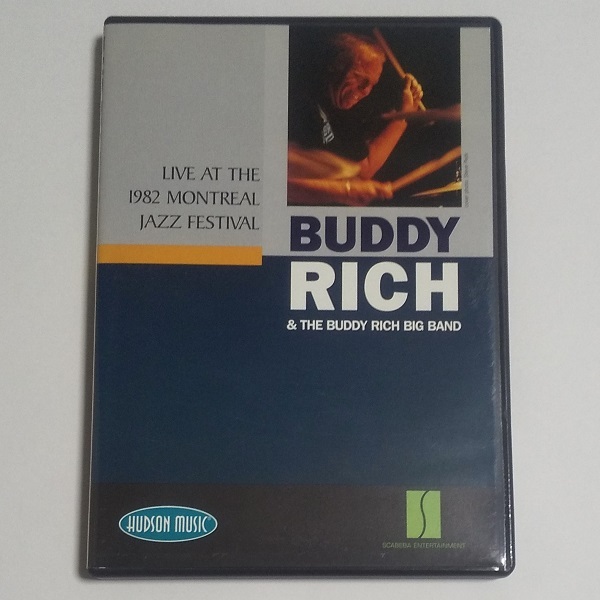 LIVE AT THE
1982 MONTREAL
JAZZ FESTIVAL
BUDDY
RICH
& THE BUDDY RICH BIG BAND
HUDSON MUSIC
SCABEBA ENTERTAINMENT